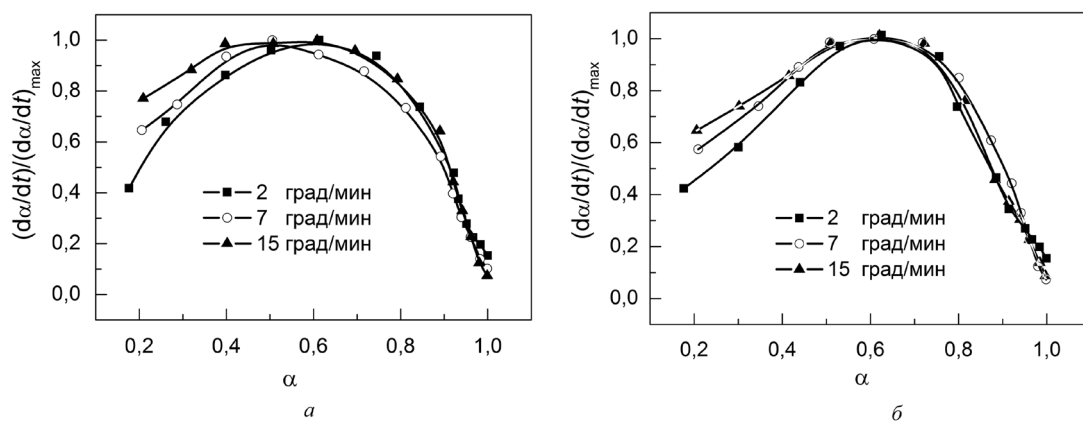 (dα/dt)/(dα/dt)max
1,0
0,8
0,6
0,4
0,2
0,0
2 град/мин
7 град/мин
15 град/мин
0,2 0,4 0,6 0,8 1,0
α
а
(dα/dt)/(dα/dt)max
1,0
0,8
0,6
0,4
0,2
0,0
2 град/мин
7 град/мин
15 град/мин
0,2 0,4 0,6 0,8 1,0
α
б